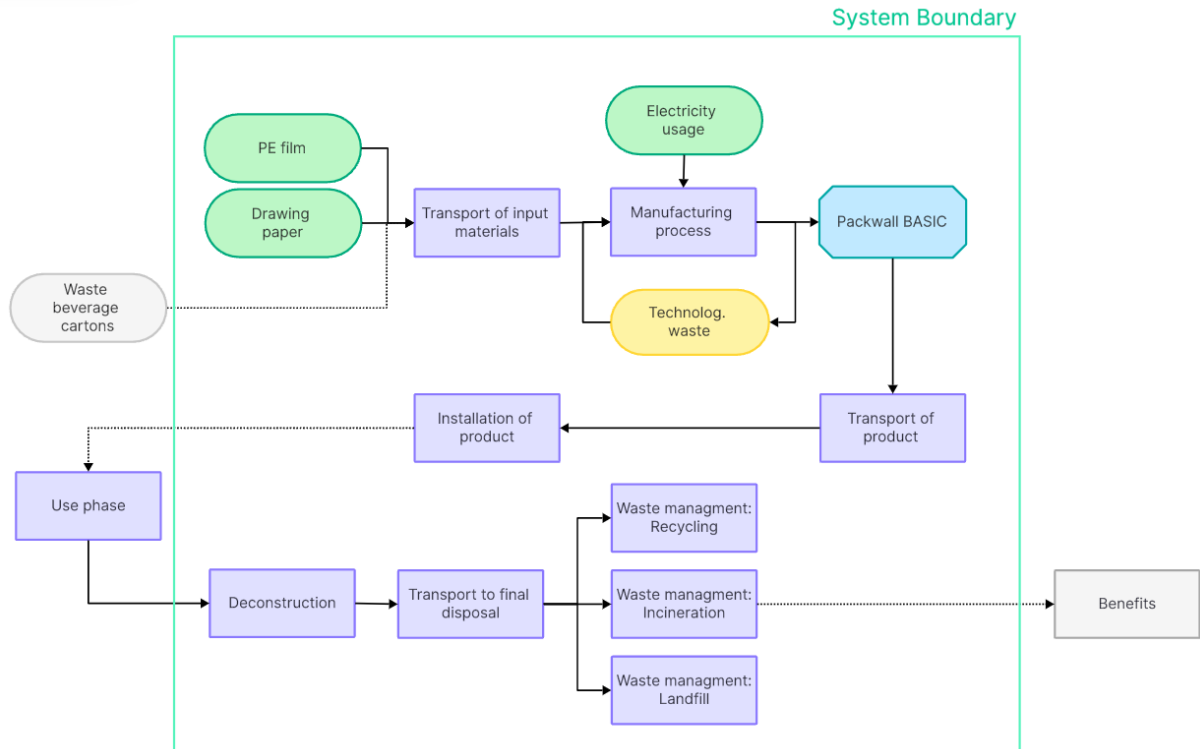 System Boundary
Electricity
usage
PE film
Drawing
paper
Transport of input
materials
Manufacturing
process
Packwall BASIC
Waste
beverage
cartons
Technolog.
waste
Installation of
product
Transport of
product
Use phase
Waste managment:
Recycling
Deconstruction
Transport to final
disposal
Waste managment:
Incineration
Benefits
Waste managment:
Landfill